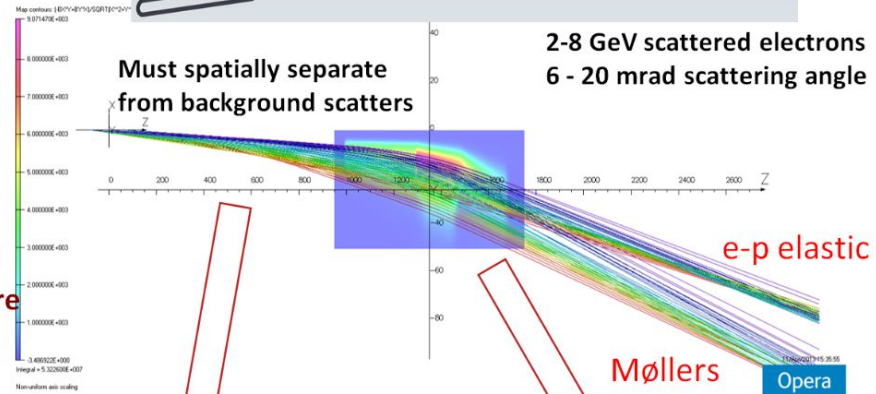 Map contours: (-BX*Y+BY*X)/SQRT(X^2+Y^
9.071470E+003
8.000000E+003
7.000000E+003
6.000000E+003
5.000000E+003
4.000000E+003
3.000000E+003
2.000000E+003
1.000000E+003
-3.486922E+000
Integral = 5.322600E+007
Non-uniform axis scaling
re
Must spatially separate
from background scatters
2-8 GeV scattered electrons
6 - 20 mrad scattering angle
X
Z
40
20
0
0 200 400 600 800 1000 1200 1600 1800 2000 2200 2400 2600 Z
-40
-60
-80
e-p elastic
Møllers
15:35:55
Opera